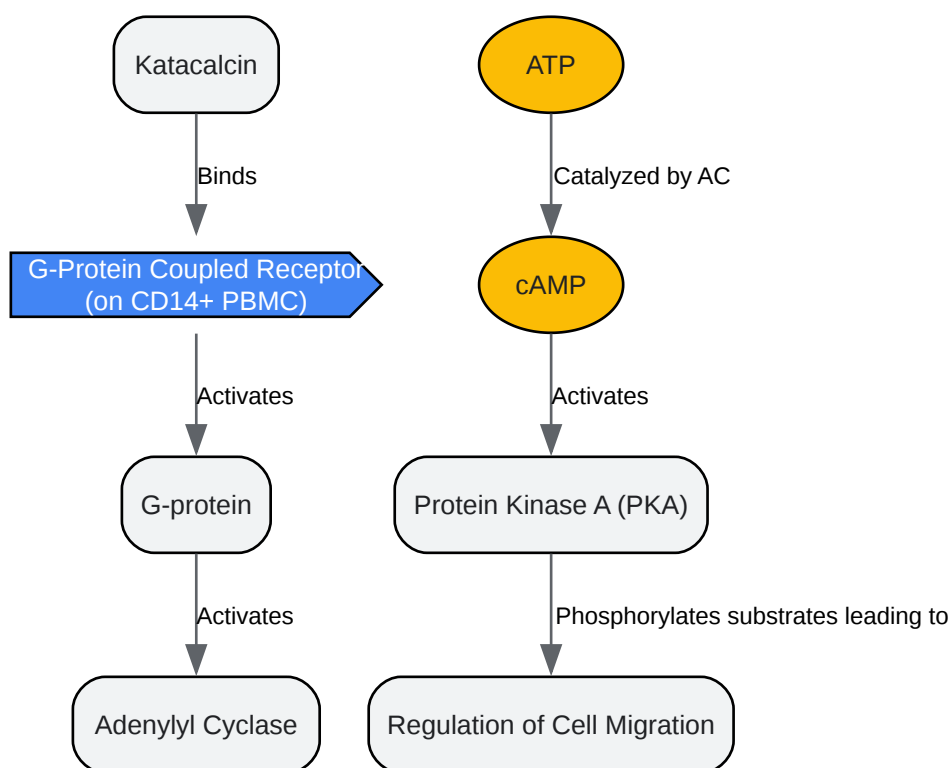 Katacalcin
ATP
Binds
Catalyzed by AC
G-Protein Coupled Receptor
(on CD14+ PBMC)
cAMP
Activates
Activates
G-protein
Protein Kinase A (PKA)
Activates
Phosphorylates substrates leading to
Adenylyl Cyclase
Regulation of Cell Migration